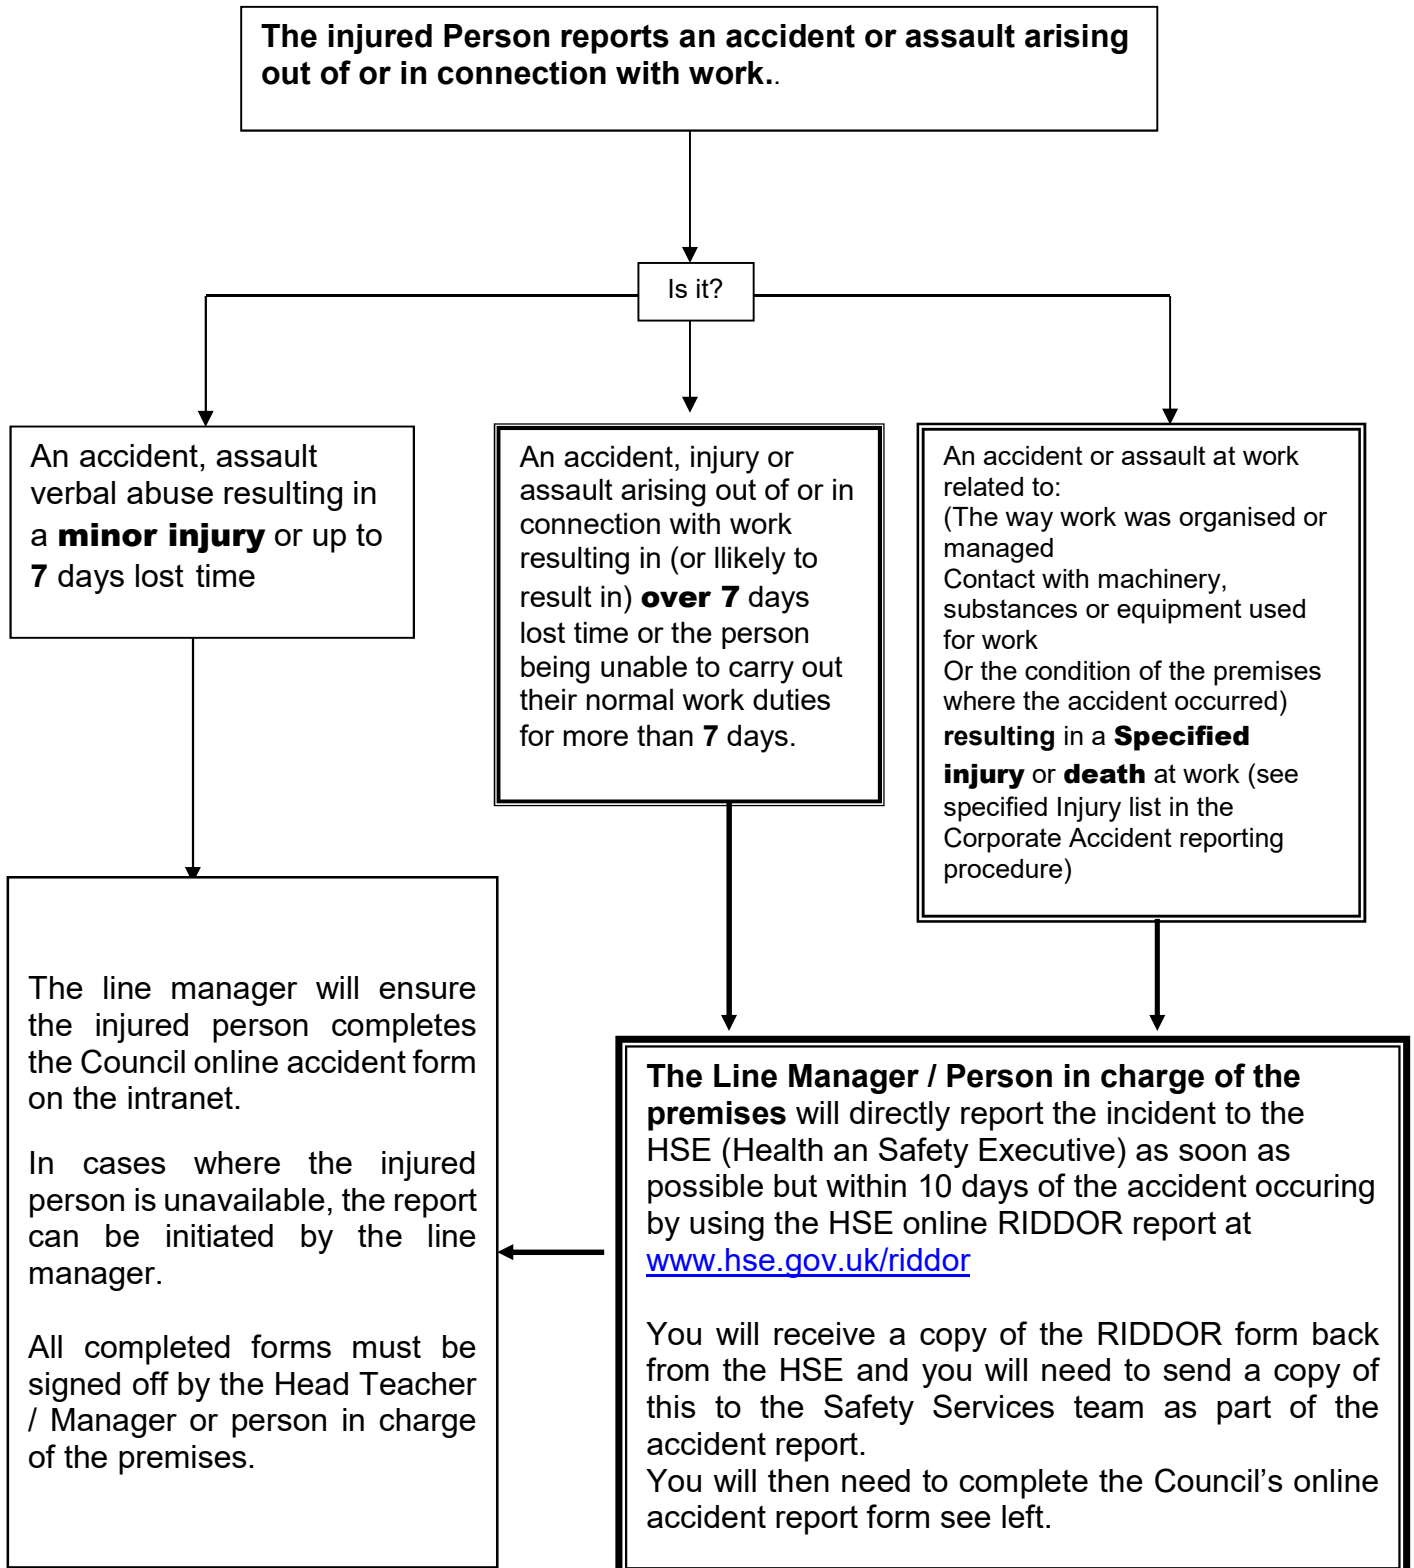 The injured Person reports an accident or assault arising
out of or in connection with work..
Is it?
An accident, assault
verbal abuse resulting in
a minor injury or up to
7 days lost time
An accident, injury or
assault arising out of or in
connection with work
resulting in (or Llikely to
result in) over 7 days
lost time or the person
being unable to carry out
their normal work duties
for more than 7 days.
An accident or assault at work
related to:
(The way work was organised or
managed
Contact with machinery,
substances or equipment used
for work
Or the condition of the premises
where the accident occurred)
resulting in a Specified
injury or death at work (see
specified Injury list in the
Corporate Accident reporting
procedure)
The line manager will ensure
the injured person completes
the Council online accident form
on the intranet.
In cases where the injured
person is unavailable, the report
can be initiated by the line
manager.
All completed forms must be
signed off by the Head Teacher
/ Manager or person in charge
of the premises.
The Line Manager / Person in charge of the
premises will directly report the incident to the
HSE (Health an Safety Executive) as soon as
possible but within 10 days of the accident occuring
by using the HSE online RIDDOR report at
www.hse.gov.uk/riddor
You will receive a copy of the RIDDOR form back
from the HSE and you will need to send a copy of
this to the Safety Services team as part of the
accident report.
You will then need to complete the Council's online
accident report form see left.